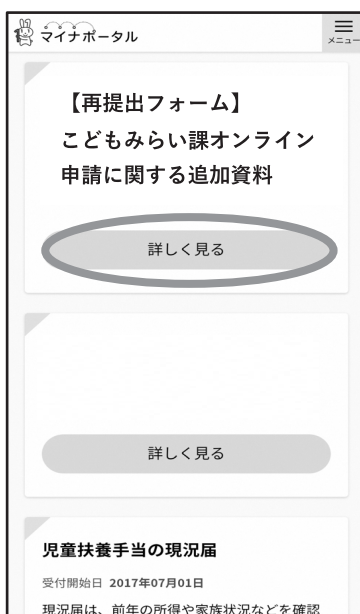 マイナポータル
メニュー
【再提出フォーム】
こどもみらい課オンライン
申請に関する追加資料
詳しく見る
詳しく見る
児童扶養手当の現況届
受付開始日 2017年07月01日
現況届は、前年の所得や家族状況などを確認